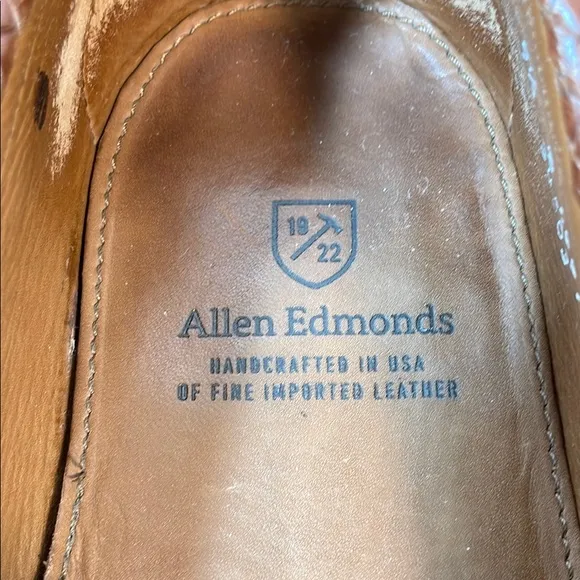 19
22
Allen Edmonds
HANDCRAFTED IN USA
OF FINE IMPORTED LEATHER